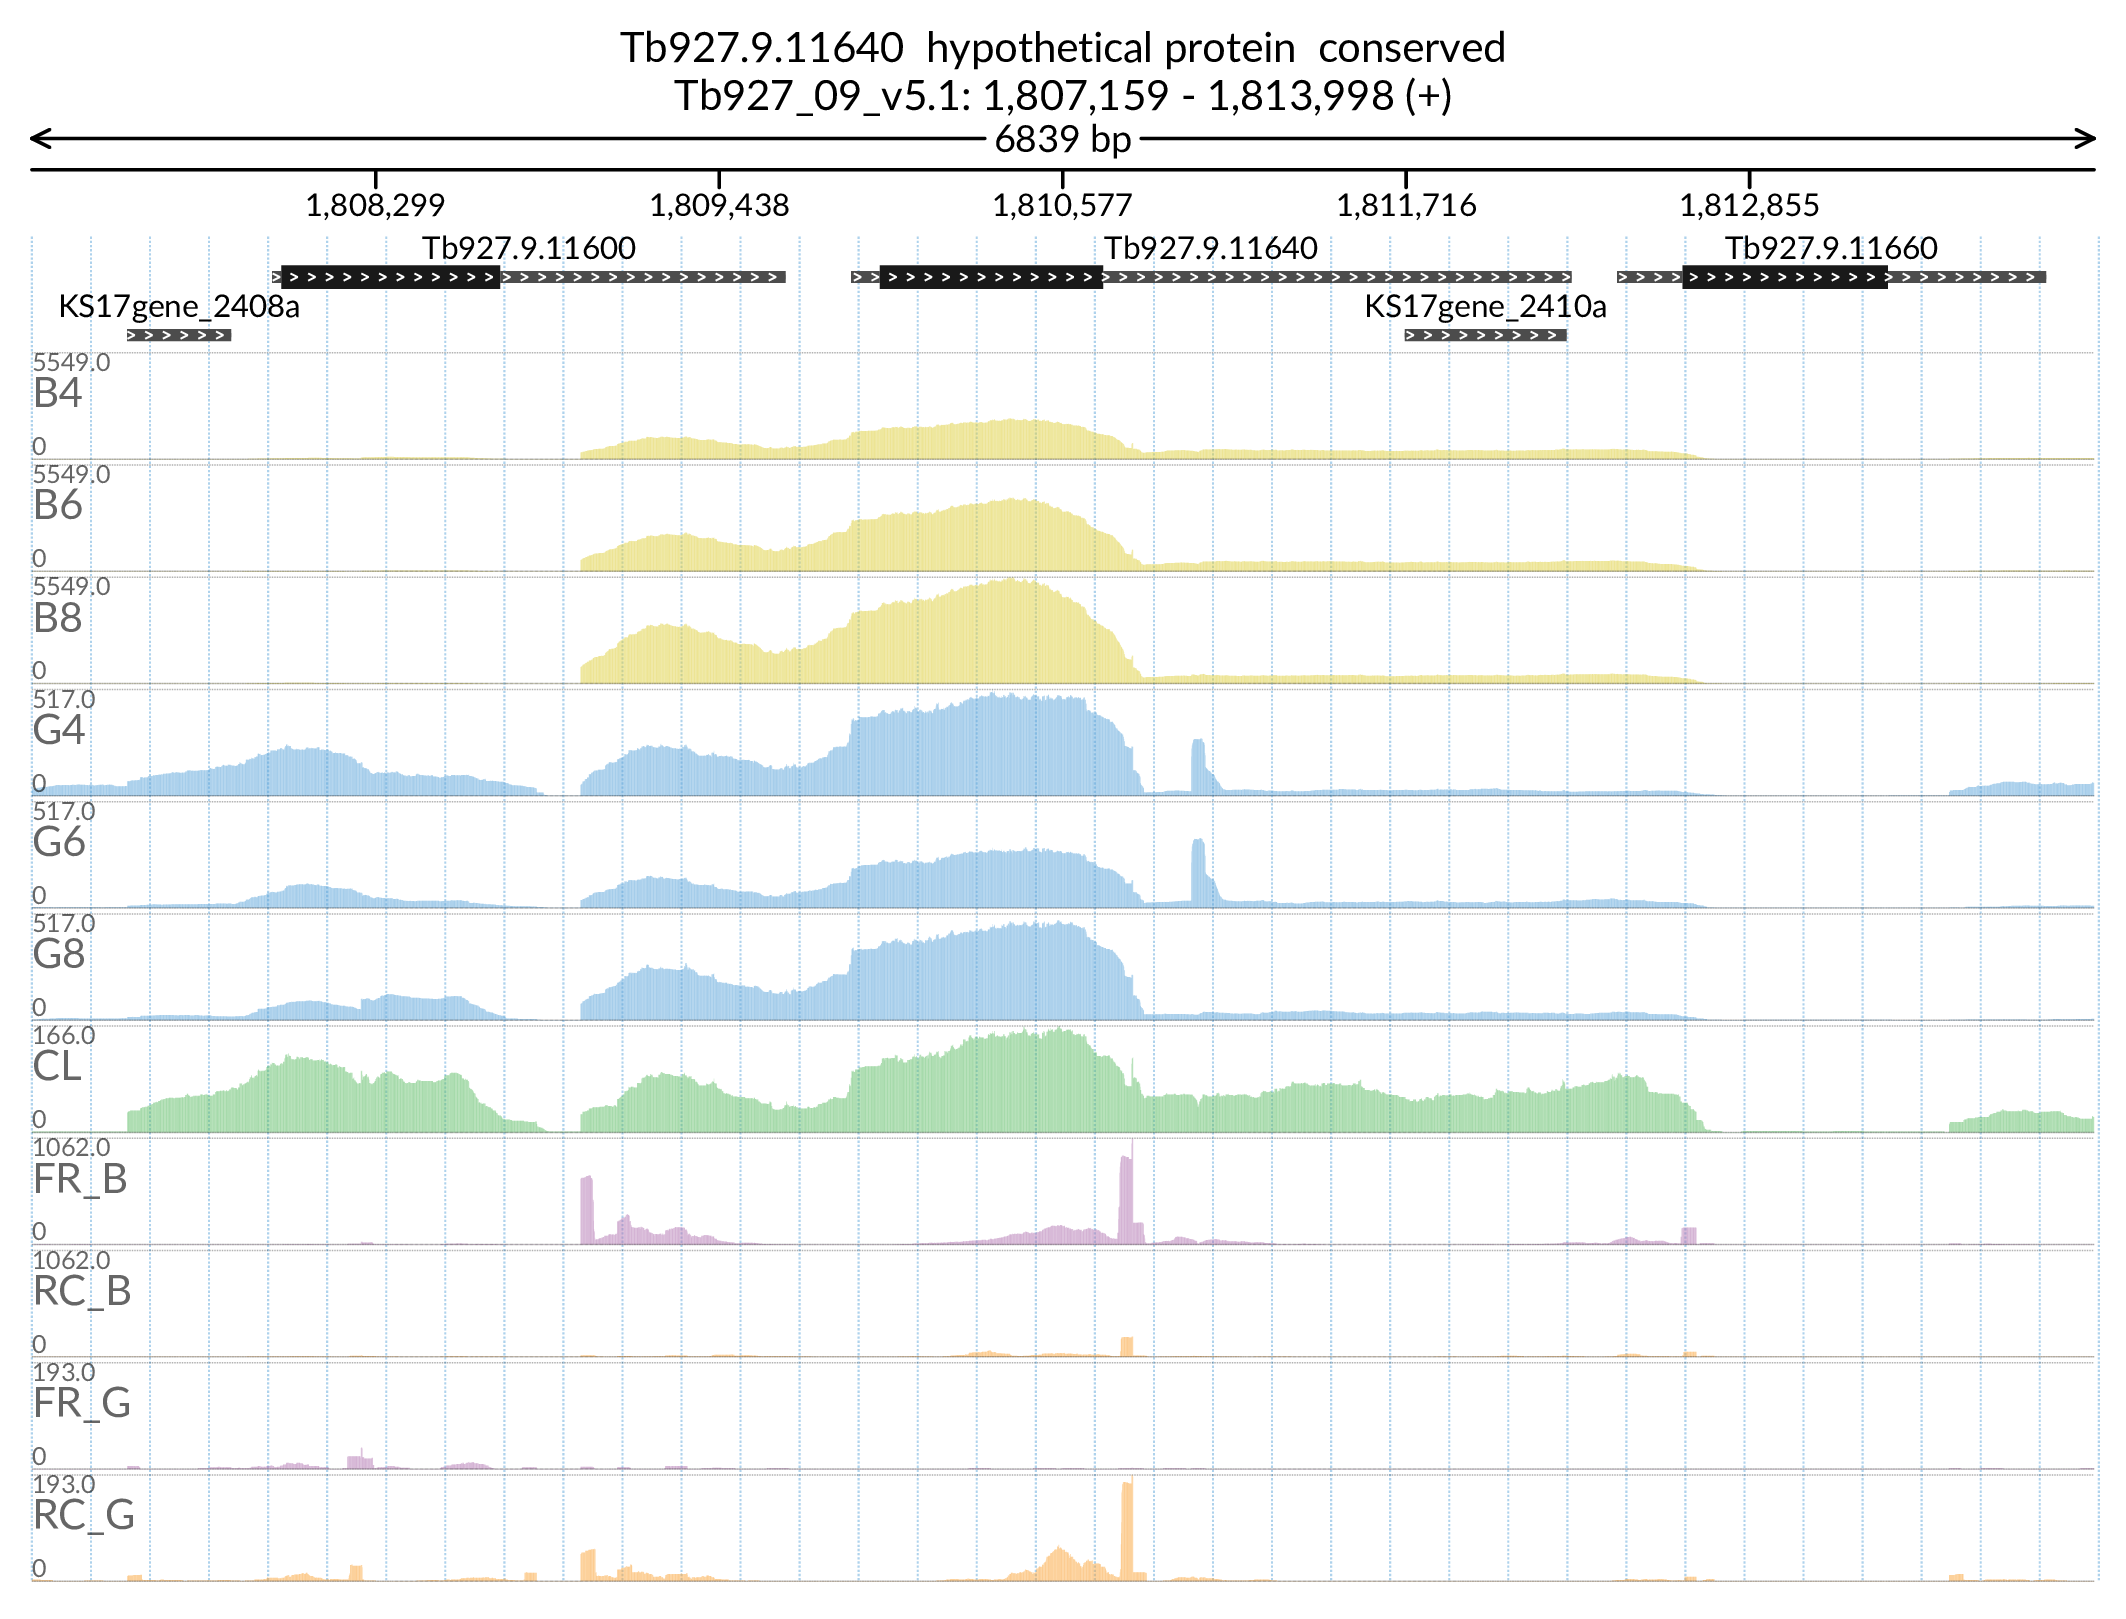 Tb927.9.11640  hypothetical protein  conserved
Tb927_09_v5.1: 1,807,159 - 1,813,998 (+)
6839 bp
1,808,299 1,809,438 1,810,577 1,811,716 1,812,855
Tb927.9.11600 Tb927.9.11640 Tb927.9.11660
KS17gene_2408a KS17gene_2410a
5549.0
B4
0
5549.0
B6
0
5549.0
B8
0
517.0
G4
0
517.0
G6
0
517.0
G8
0
166.0
CL
0
1062.0
FR_B
0
1062.0
RC_B
0
193.0
FR_G
0
193.0
RC_G
0